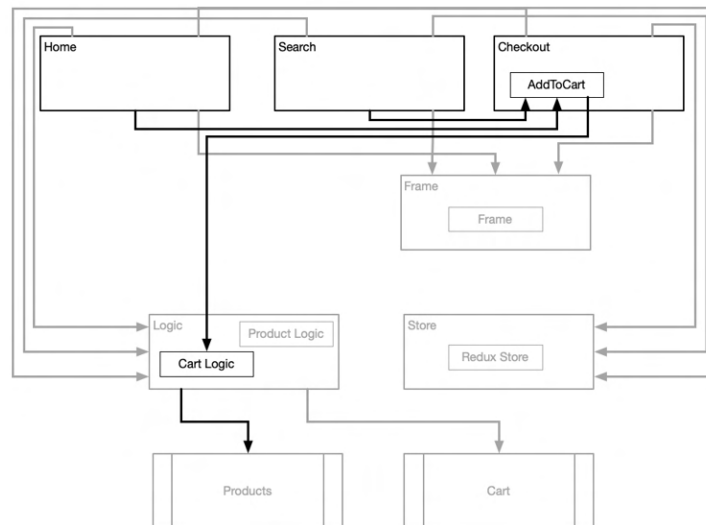 Home
Search
Checkout
AddToCart
Frame
Frame
Logic
Product Logic
Cart Logic
Store
Redux Store
Products
Cart